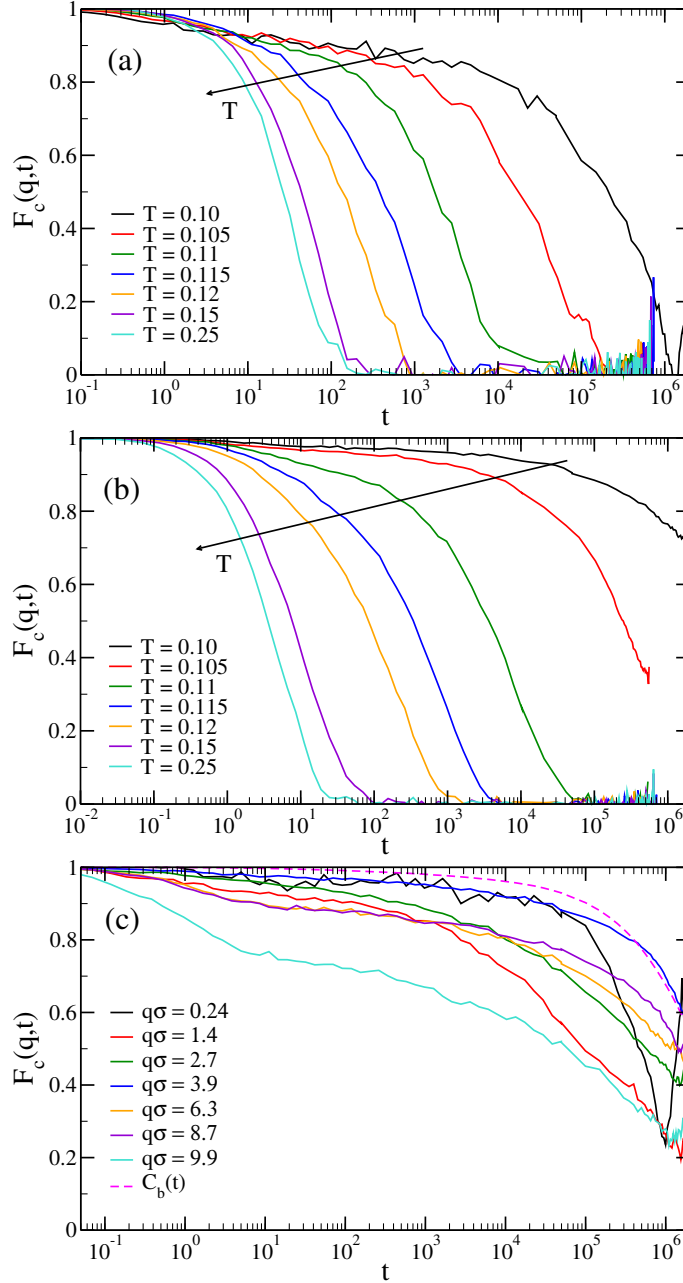 1
(a)
0.8
T
0.6
F_c(q,t)
0.4
T = 0.10
T = 0.105
T = 0.11
T = 0.115
0.2
T = 0.12
T = 0.15
T = 0.25
0
10^-1 10^0 10^1 10^2 10^3 10^4 10^5 10^6
t
1
(b)
0.8
T
0.6
F_c(q,t)
0.4
T = 0.10
T = 0.105
T = 0.11
T = 0.115
0.2
T = 0.12
T = 0.15
T = 0.25
0
10^-2 10^-1 10^0 10^1 10^2 10^3 10^4 10^5 10^6
t
1
(c)
0.8
0.6
F_c(q,t)
qσ = 0.24
qσ = 1.4
0.4
qσ = 2.7
qσ = 3.9
qσ = 6.3
0.2
qσ = 8.7
qσ = 9.9
C_b(t)
0
10^-1 10^0 10^1 10^2 10^3 10^4 10^5 10^6
t